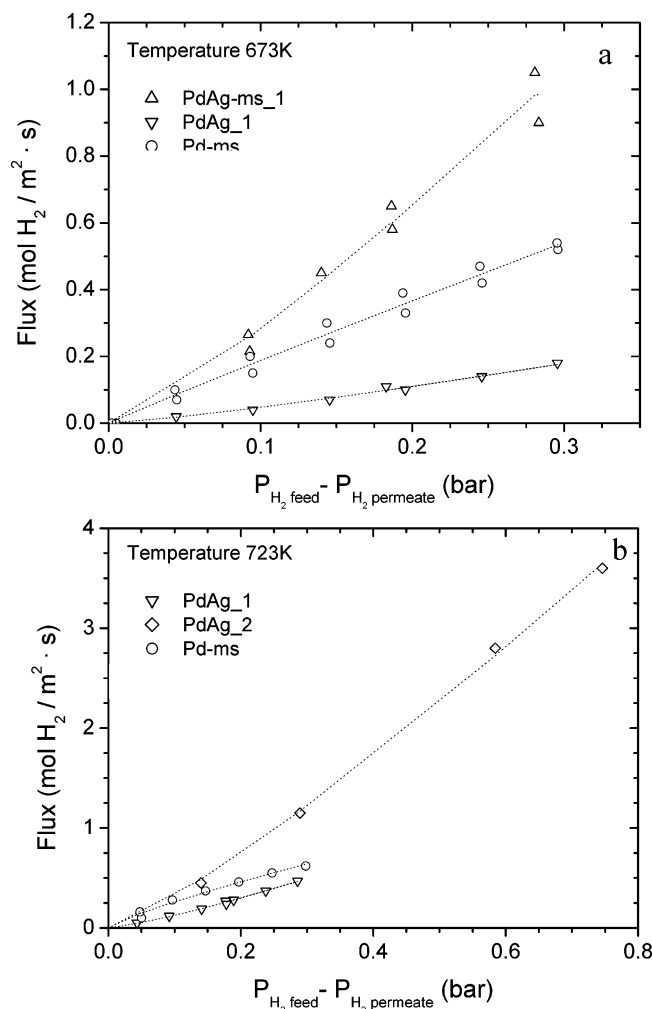 a
Temperature 673K
PdAg-ms_1
PdAg_1
Pd-ms
1.2
1.0
0.8
0.6
0.4
0.2
0.0
Flux (mol H2 / m2 · s)
0.0 0.1 0.2 0.3
PH2 feed- PH2 permeate (bar)
b
Temperature 723K
PdAg_1
PdAg_2
Pd-ms
4
3
2
1
0
Flux (mol H2 / m2 · s)
0.0 0.2 0.4 0.6 0.8
PH2 feed- PH2 permeate (bar)